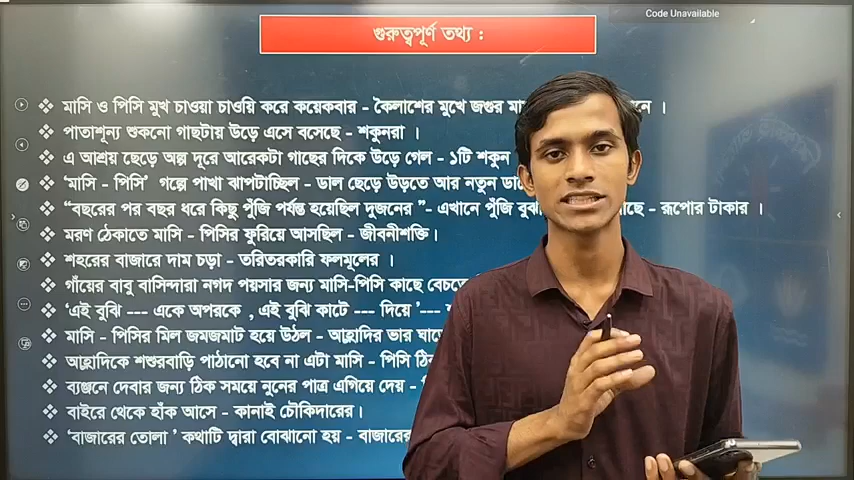 Code Unavailable
গুরুত্বপূর্ণ তথ্য :
❖ মাসি ও পিসি মুখ চাওয়া চাওয়ি করে কয়েকবার - কৈলাশের মুখে জগুর নে ।
❖ পাতাশূন্য শুকনো গাছটায় উড়ে এসে বসেছে - শকুনরা ।
❖ এ আশ্রয় ছেড়ে অল্প দূরে আরেকটা গাছের দিকে উড়ে গেল - ১টি শকুন
❖ ‘মাসি - পিসি’ গল্পে পাখা ঝাপটাচ্ছিল - ডাল ছেড়ে উড়তে আর নতুন
❖ “বছরের পর বছর ধরে কিছু পুঁজি পর্যন্ত হয়েছিল দুজনের ”- এখানে পুঁজি ছে - রূপোর টাকার ।
❖ মরণ ঠেকাতে মাসি - পিসির ফুরিয়ে আসছিল - জীবনীশক্তি।
❖ শহরের বাজারে দাম চড়া - তরিতরকারি ফলমূলের ।
❖ গাঁয়ের বাবু বাসিন্দারা নগদ পয়সার জন্য মাসি-পিসি কাছে
❖ ‘এই বুঝি --- একে অপরকে , এই বুঝি কাটে --- দিয়ে ’---
❖ মাসি - পিসির মিল জমজমাট হয়ে উঠল - আহ্লাদির ভার
❖ আহ্লাদিকে শশুরবাড়ি পাঠানো হবে না এটা মাসি - পিসি
❖ ব্যঞ্জনে দেবার জন্য ঠিক সময়ে নুনের পাত্র এগিয়ে দেয় -
❖ বাইরে থেকে হাঁক আসে - কানাই চৌকিদারের।
❖ ‘বাজারের তোলা ’ কথাটি দ্বারা বোঝানো হয় - বাজারের